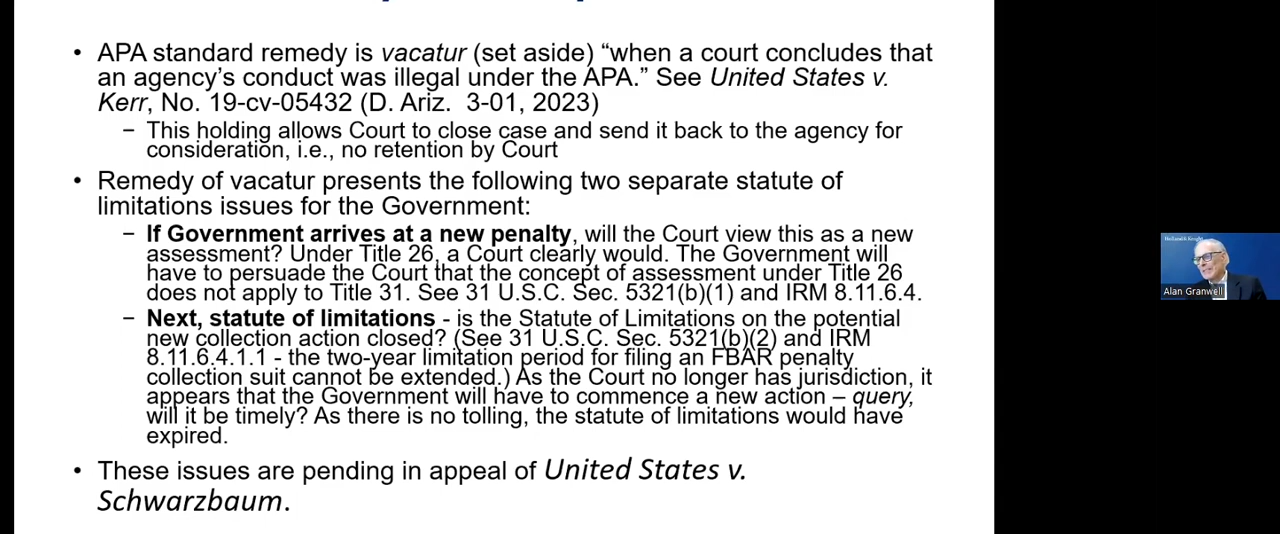 • APA standard remedy is vacatur (set aside) “when a court concludes that
an agency’s conduct was illegal under the APA.” See United States v.
Kerr, No. 19-cv-05432 (D. Ariz. 3-01, 2023)
– This holding allows Court to close case and send it back to the agency for
consideration, i.e., no retention by Court
• Remedy of vacatur presents the following two separate statute of
limitations issues for the Government:
– If Government arrives at a new penalty, will the Court view this as a new
assessment? Under Title 26, a Court clearly would. The Government will
have to persuade the Court that the concept of assessment under Title 26
does not apply to Title 31. See 31 U.S.C. Sec. 5321(b)(1) and IRM 8.11.6.4.
– Next, statute of limitations - is the Statute of Limitations on the potential
new collection action closed? (See 31 U.S.C. Sec. 5321(b)(2) and IRM
8.11.6.4.1.1 - the two-year limitation period for filing an FBAR penalty
collection suit cannot be extended.) As the Court no longer has jurisdiction, it
appears that the Government will have to commence a new action – query,
will it be timely? As there is no tolling, the statute of limitations would have
expired.
• These issues are pending in appeal of United States v.
Schwarzbaum.
Holland & Knight
Alan Granwell